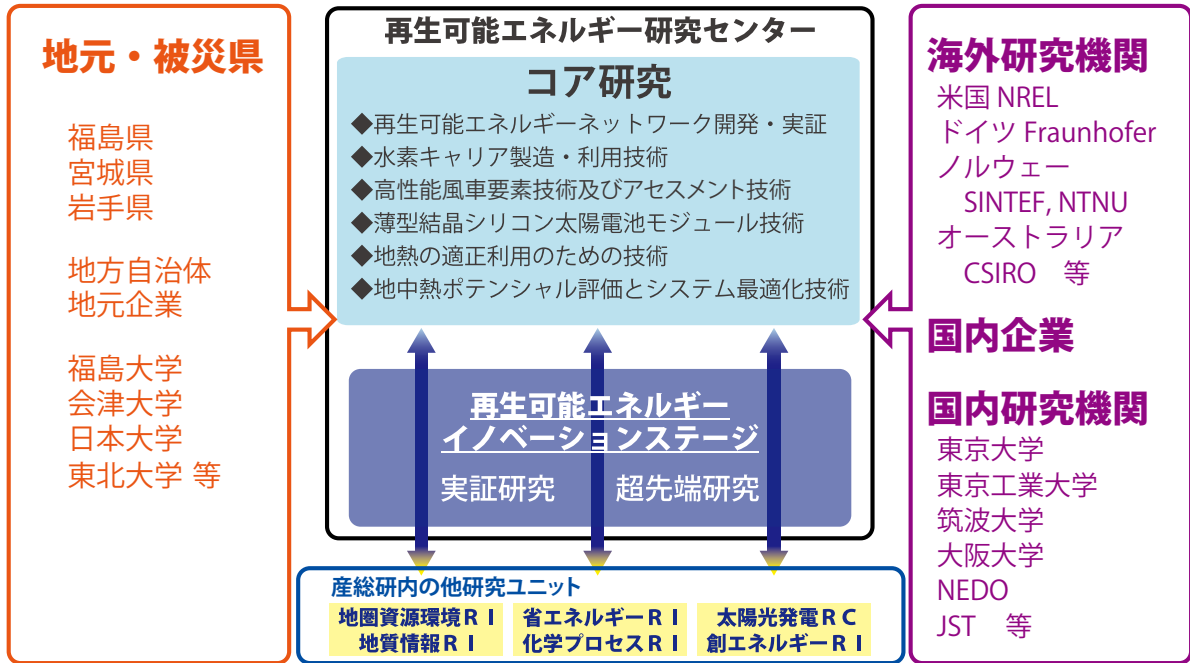 地元・被災県
福島県
宮城県
岩手県
地方自治体
地元企業
福島大学
会津大学
日本大学
東北大学 等
再生可能エネルギー研究センター
コア研究
◆再生可能エネルギーネットワーク開発・実証
◆水素キャリア製造・利用技術
◆高性能風車要素技術及びアセスメント技術
◆薄型結晶シリコン太陽電池モジュール技術
◆地熱の適正利用のための技術
◆地中熱ポテンシャル評価とシステム最適化技術
再生可能エネルギー
イノベーションステージ
実証研究 超先端研究
産総研内の他研究ユニット
地圏資源環境RI 省エネルギーRI 太陽光発電RC
地質情報RI 化学プロセスRI 創エネルギーRI
海外研究機関
米国 NREL
ドイツ Fraunhofer
ノルウェー
SINTEF, NTNU
オーストラリア
CSIRO 等
国内企業
国内研究機関
東京大学
東京工業大学
筑波大学
大阪大学
NEDO
JST 等